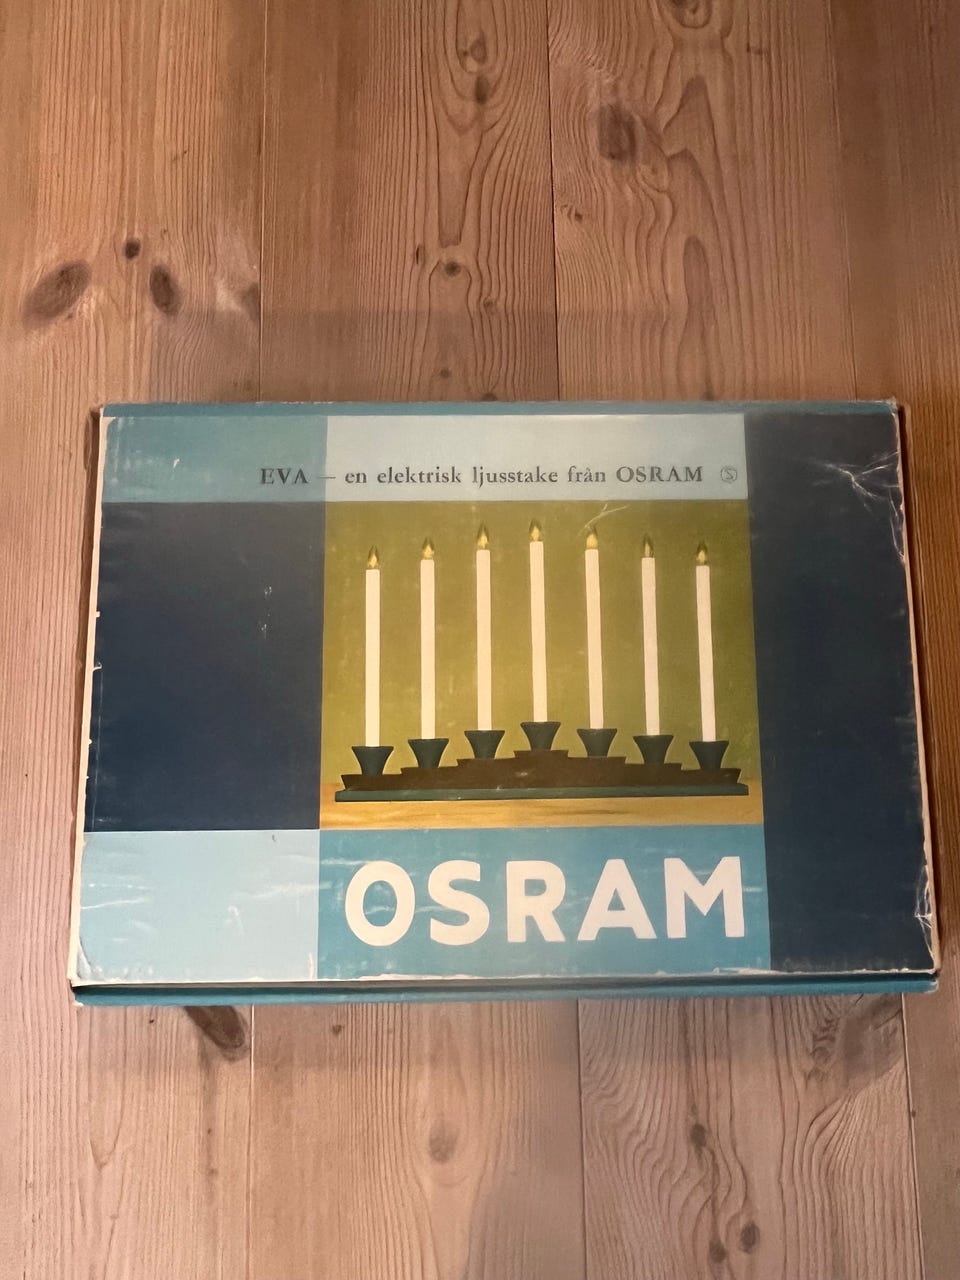 EVA — en elektrisk ljusstake från OSRAM Ⓢ
OSRAM